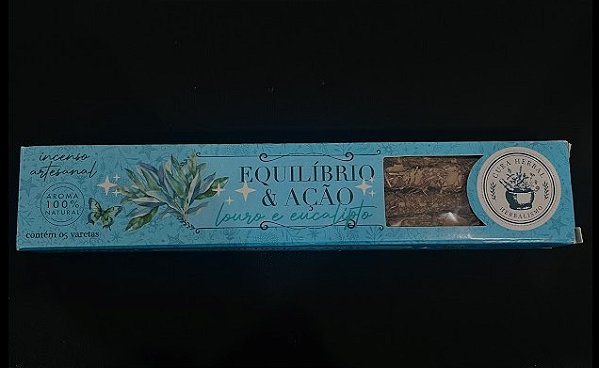 incenso
artesanal
AROMA
100%
NATURAL
contém 05 varetas
EQUILÍBRIO
& AÇÃO
louro e eucalipto
CURA HERBAL
HERBALISMO